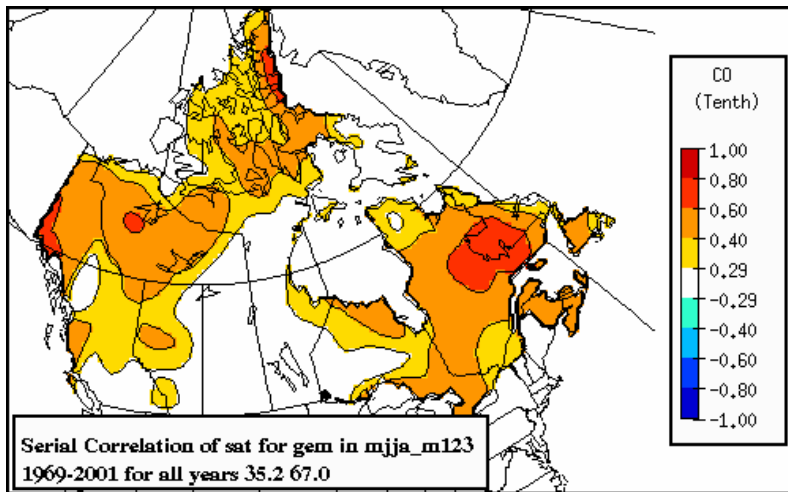 CO
(Tenth)
1.00
0.80
0.60
0.40
0.29
-0.29
-0.40
-0.60
-0.80
-1.00
Serial Correlation of sat for gem in mjja_m123
1969-2001 for all years 35.2 67.0